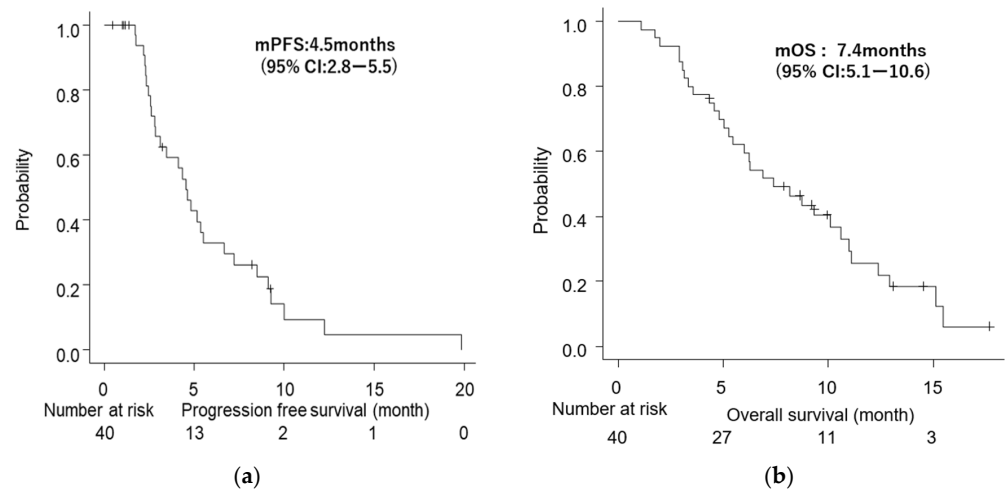 mPFS:4.5months
(95% CI:2.8－5.5)
Probability
1.0
0.8
0.6
0.4
0.2
0.0
0 5 10 15 20
Number at risk Progression free survival (month)
40 13 2 1 0
(a)
mOS : 7.4months
(95% CI:5.1－10.6)
Probability
1.0
0.8
0.6
0.4
0.2
0.0
0 5 10 15
Number at risk Overall survival (month)
40 27 11 3
(b)